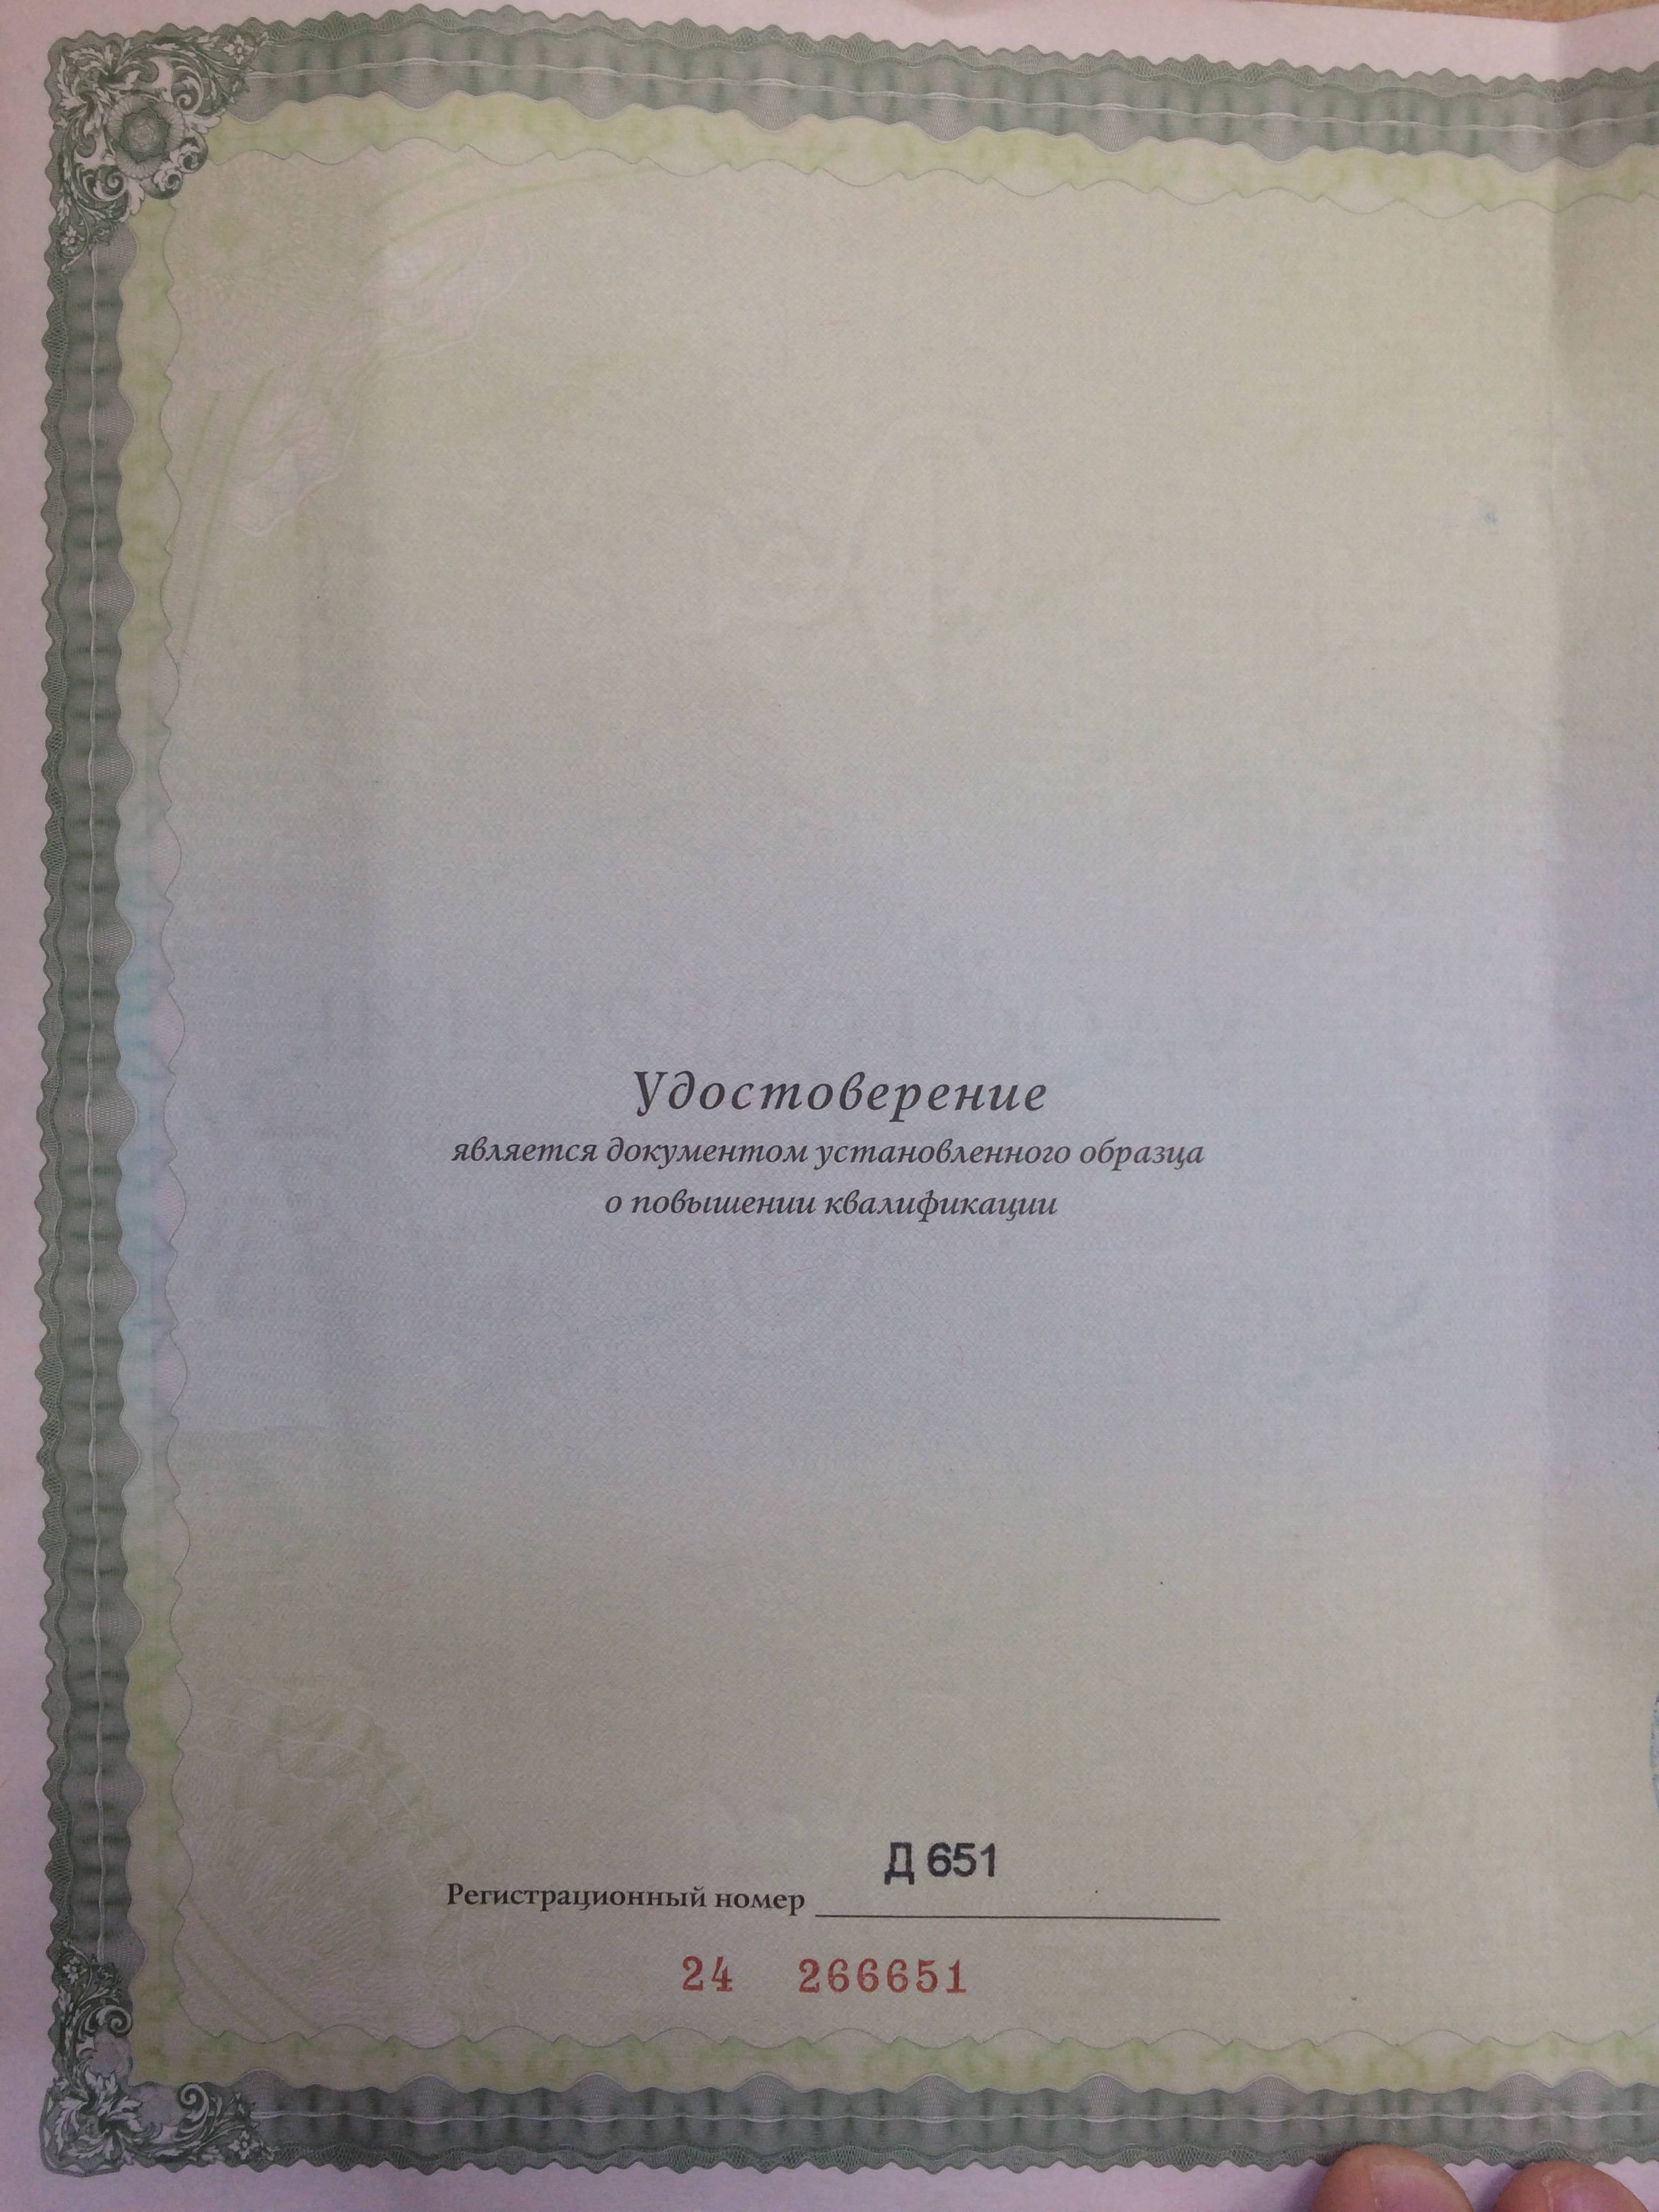 Удостоверение
является документом установленного образца
о повышении квалификации
Д 651
Регистрационный номер
24 266651